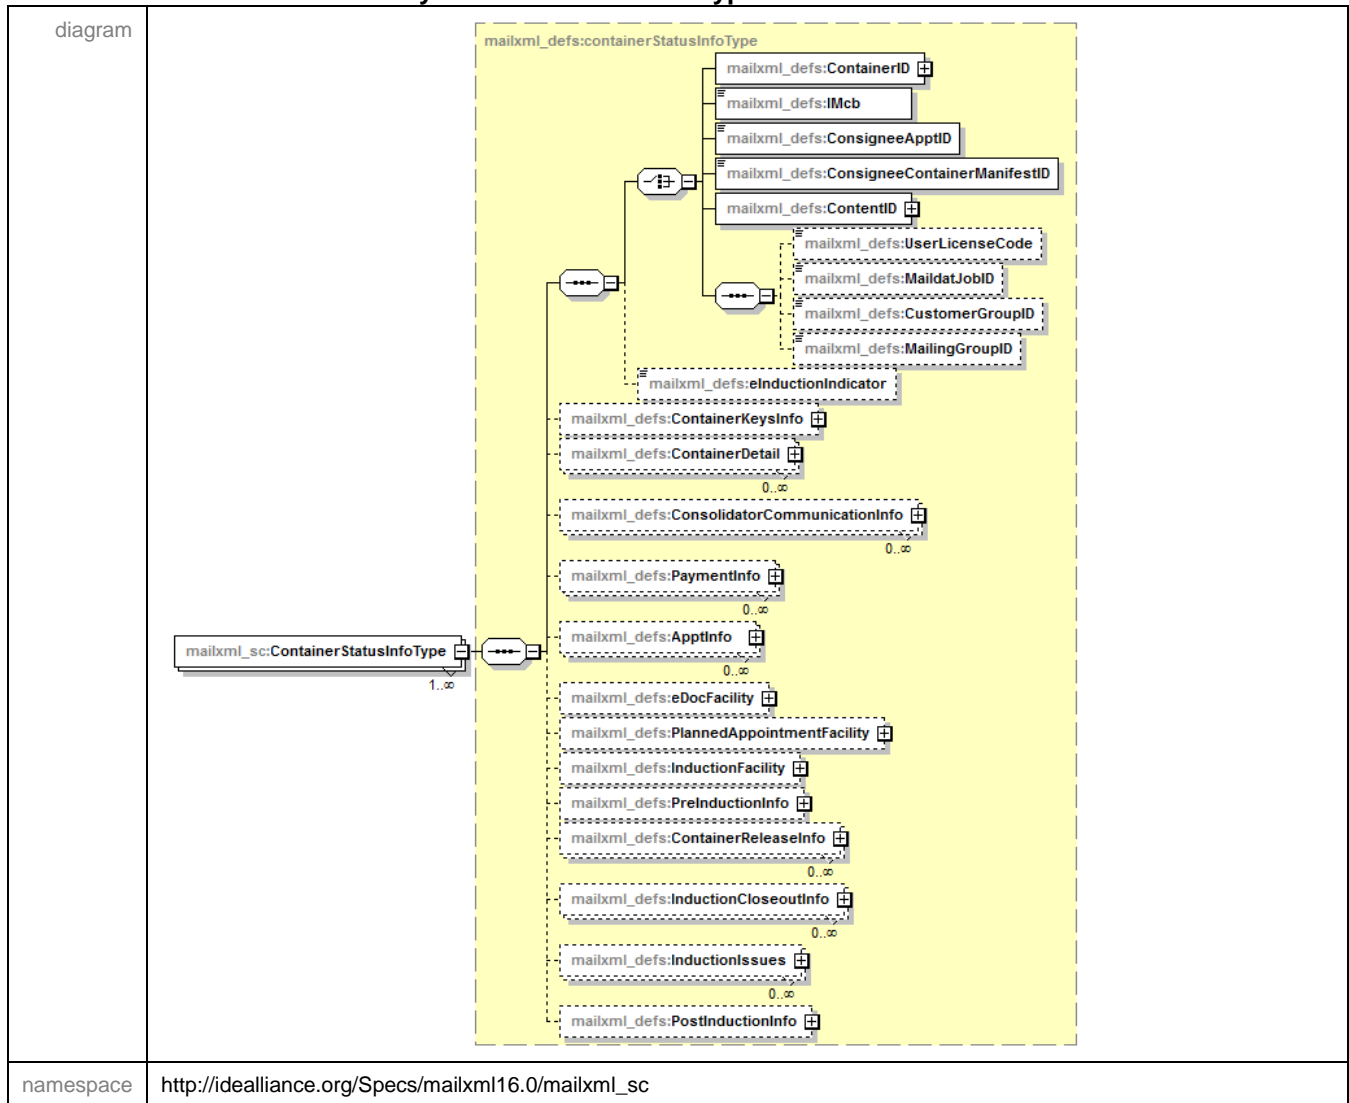 diagram
mailxml_defs:containerStatusInfoType
mailxml_defs:ContainerID
mailxml_defs:IMcb
mailxml_defs:ConsigneeApptID
mailxml_defs:ConsigneeContainerManifestID
mailxml_defs:ContentID
mailxml_defs:UserLicenseCode
mailxml_defs:MaildatJobID
mailxml_defs:CustomerGroupID
mailxml_defs:MailingGroupID
mailxml_defs:eInductionIndicator
mailxml_defs:ContainerKeysInfo
mailxml_defs:ContainerDetail
0..∞
mailxml_defs:ConsolidatorCommunicationInfo
0..∞
mailxml_defs:PaymentInfo
0..∞
mailxml_defs:ApptInfo
0..∞
mailxml_sc:ContainerStatusInfoType
1..∞
mailxml_defs:eDocFacility
mailxml_defs:PlannedAppointmentFacility
mailxml_defs:InductionFacility
mailxml_defs:PreInductionInfo
mailxml_defs:ContainerReleaseInfo
0..∞
mailxml_defs:InductionCloseoutInfo
0..∞
mailxml_defs:InductionIssues
0..∞
mailxml_defs:PostInductionInfo
namespace http://idealliance.org/Specs/mailxml16.0/mailxml_sc